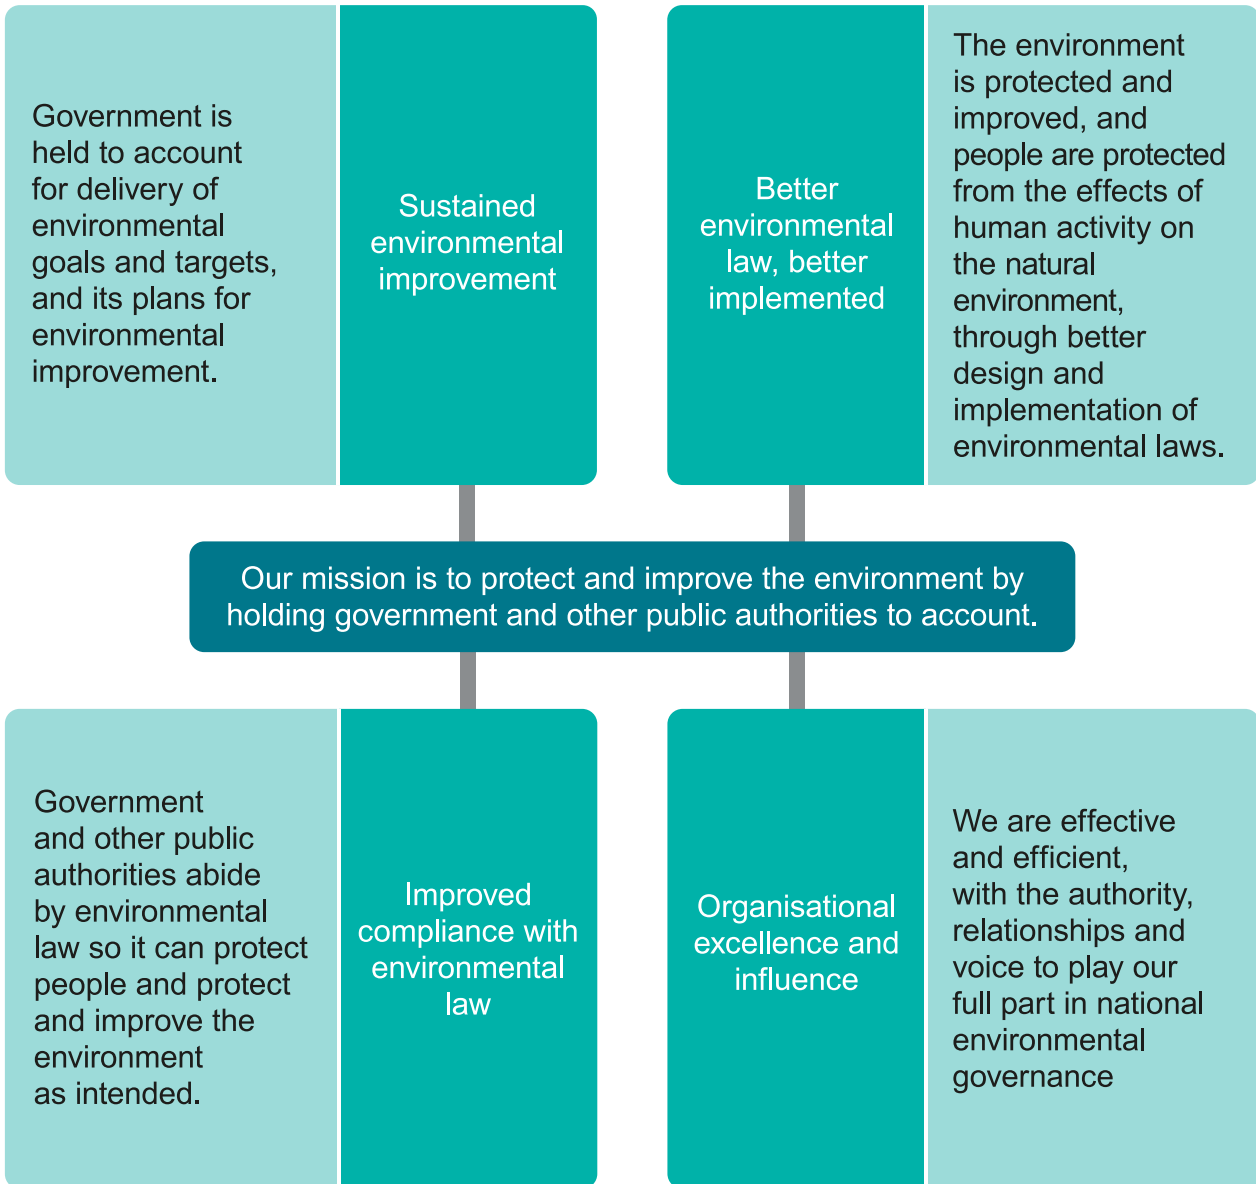 Government is
held to account
for delivery of
environmental
goals and targets,
and its plans for
environmental
improvement.
Sustained
environmental
improvement
Better
environmental
law, better
implemented
The environment
is protected and
improved, and
people are protected
from the effects of
human activity on
the natural
environment,
through better
design and
implementation of
environmental laws.
Our mission is to protect and improve the environment by
holding government and other public authorities to account.
Government
and other public
authorities abide
by environmental
law so it can protect
people and protect
and improve the
environment
as intended.
Improved
compliance with
environmental
law
Organisational
excellence and
influence
We are effective
and efficient,
with the authority,
relationships and
voice to play our
full part in national
environmental
governance